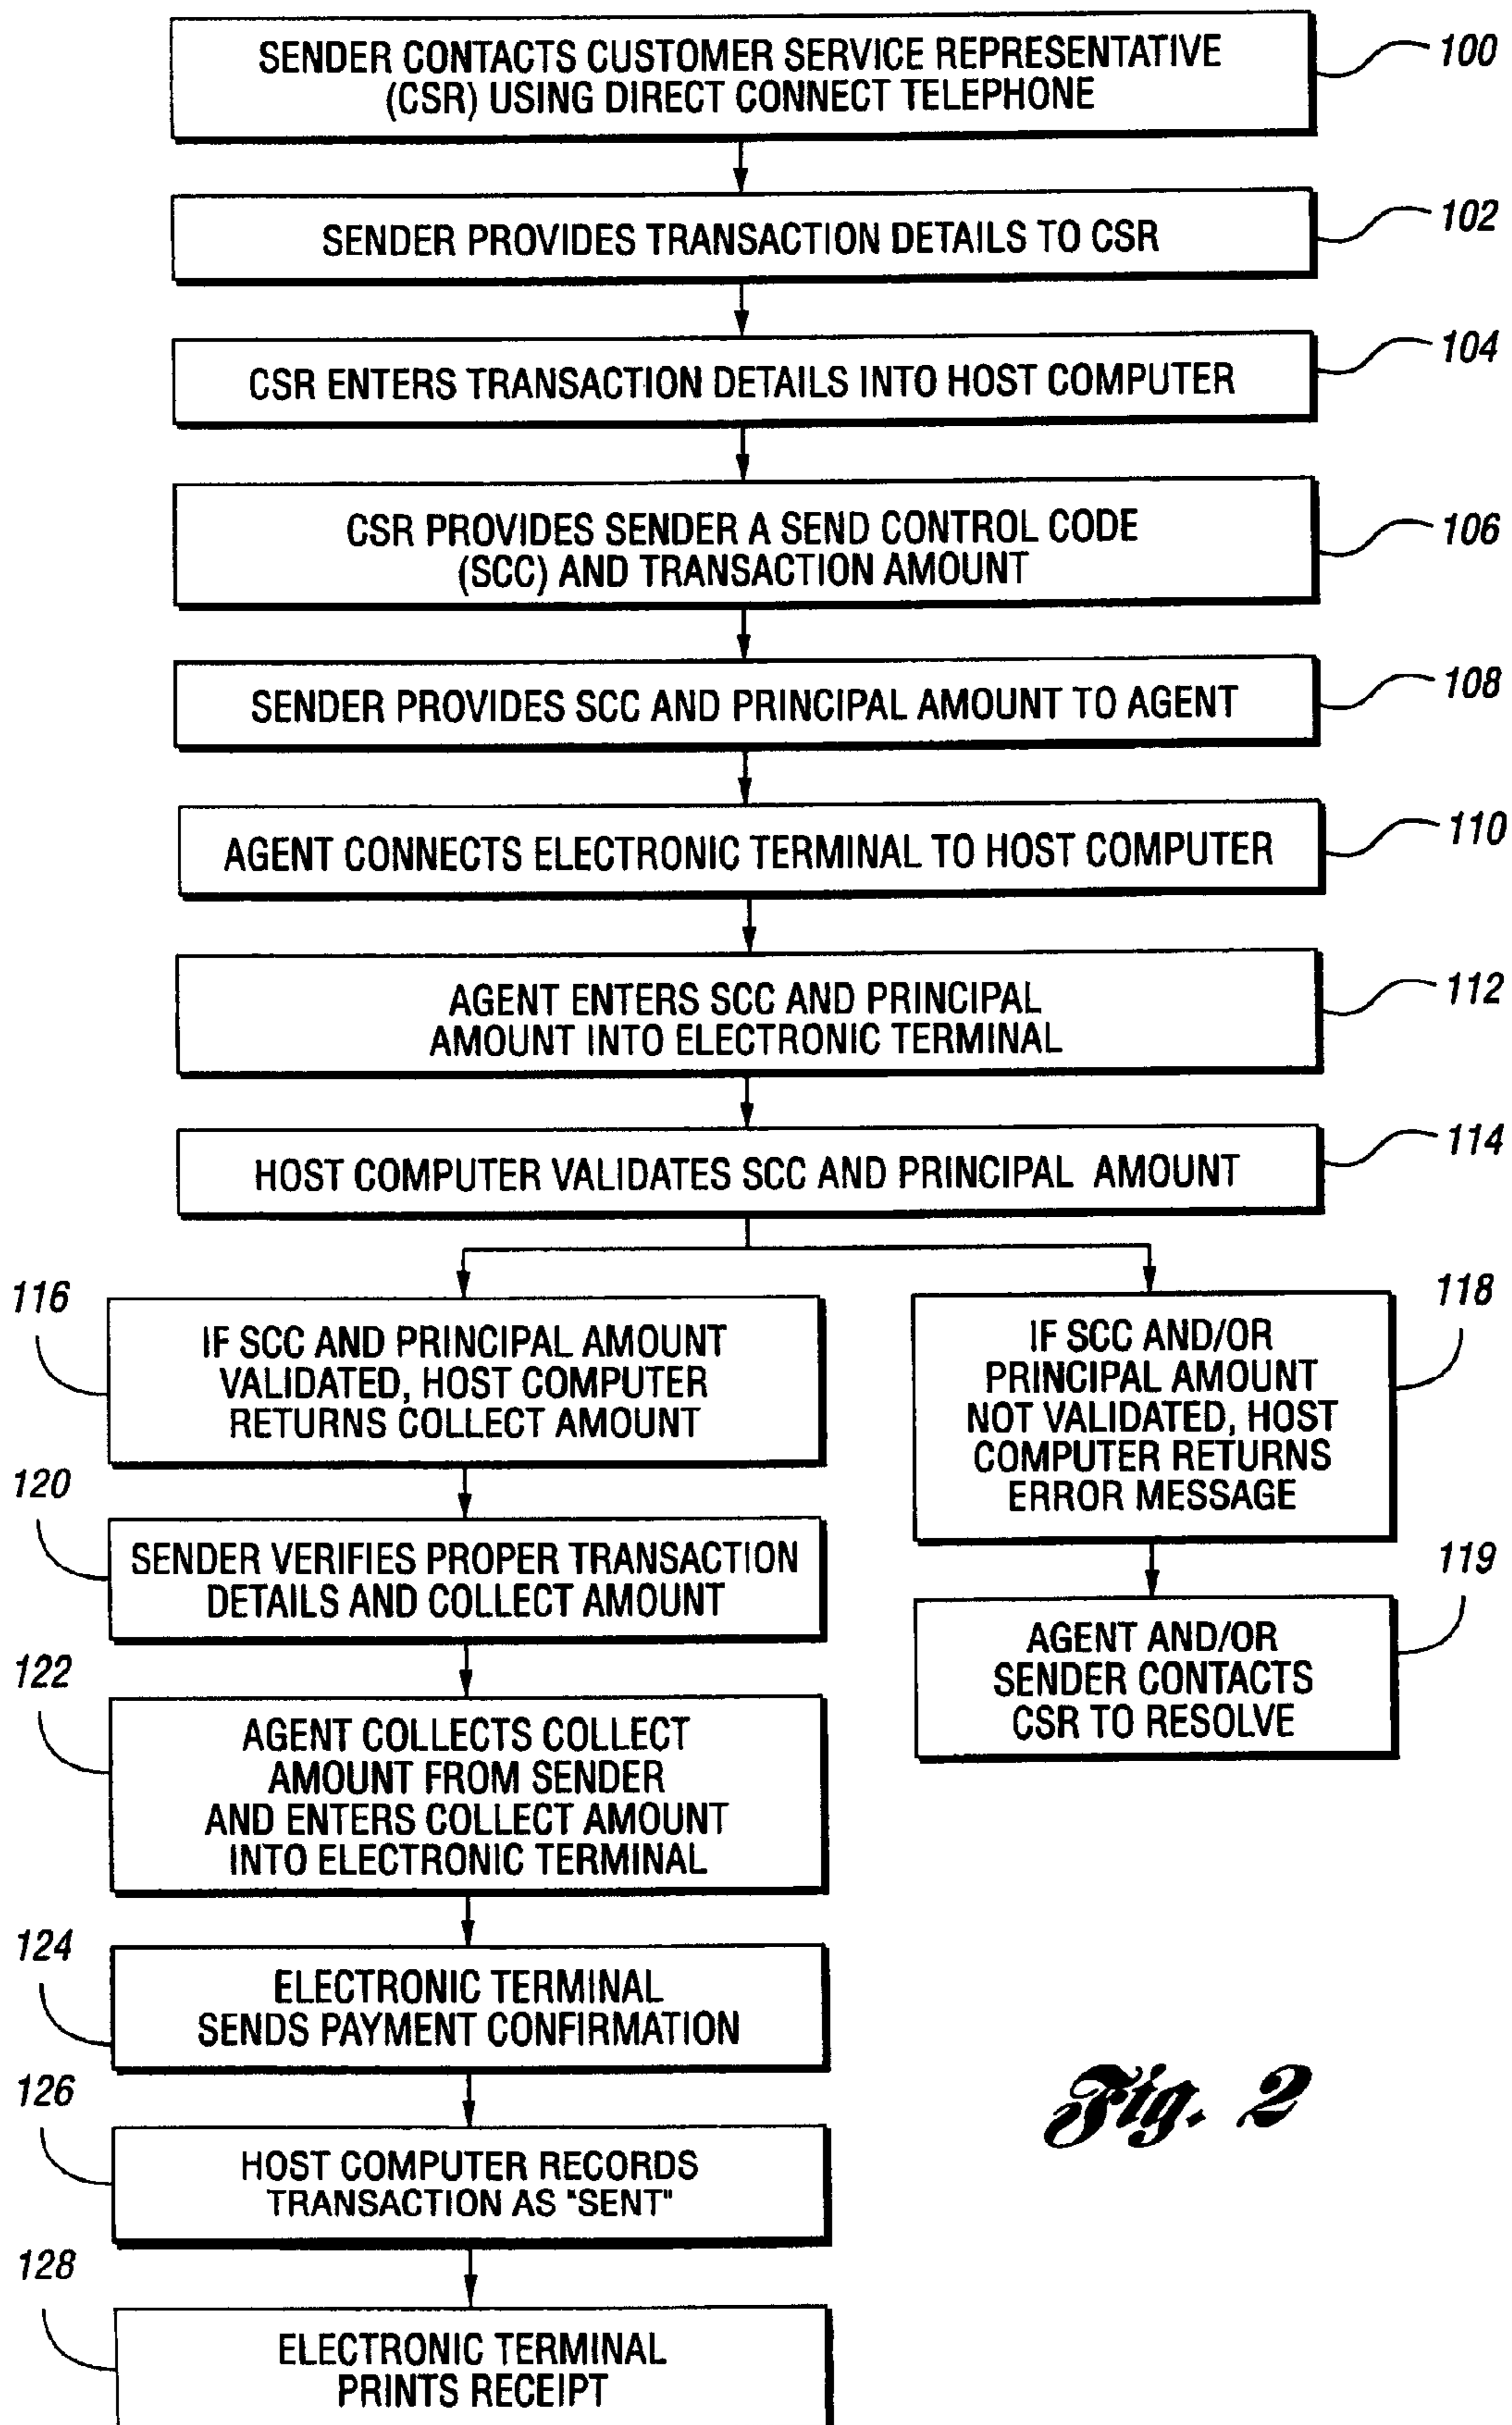 SENDER CONTACTS CUSTOMER SERVICE REPRESENTATIVE
(CSR) USING DIRECT CONNECT TELEPHONE
100
SENDER PROVIDES TRANSACTION DETAILS TO CSR
102
CSR ENTERS TRANSACTION DETAILS INTO HOST COMPUTER
104
CSR PROVIDES SENDER A SEND CONTROL CODE
(SCC) AND TRANSACTION AMOUNT
106
SENDER PROVIDES SCC AND PRINCIPAL AMOUNT TO AGENT
108
AGENT CONNECTS ELECTRONIC TERMINAL TO HOST COMPUTER
110
AGENT ENTERS SCC AND PRINCIPAL
AMOUNT INTO ELECTRONIC TERMINAL
112
HOST COMPUTER VALIDATES SCC AND PRINCIPAL AMOUNT
114
116
IF SCC AND PRINCIPAL AMOUNT
VALIDATED, HOST COMPUTER
RETURNS COLLECT AMOUNT
118
IF SCC AND/OR
PRINCIPAL AMOUNT
NOT VALIDATED, HOST
COMPUTER RETURNS
ERROR MESSAGE
120
SENDER VERIFIES PROPER TRANSACTION
DETAILS AND COLLECT AMOUNT
119
AGENT AND/OR
SENDER CONTACTS
CSR TO RESOLVE
122
AGENT COLLECTS COLLECT
AMOUNT FROM SENDER
AND ENTERS COLLECT AMOUNT
INTO ELECTRONIC TERMINAL
124
ELECTRONIC TERMINAL
SENDS PAYMENT CONFIRMATION
126
HOST COMPUTER RECORDS
TRANSACTION AS "SENT"
128
ELECTRONIC TERMINAL
PRINTS RECEIPT
Fig. 2